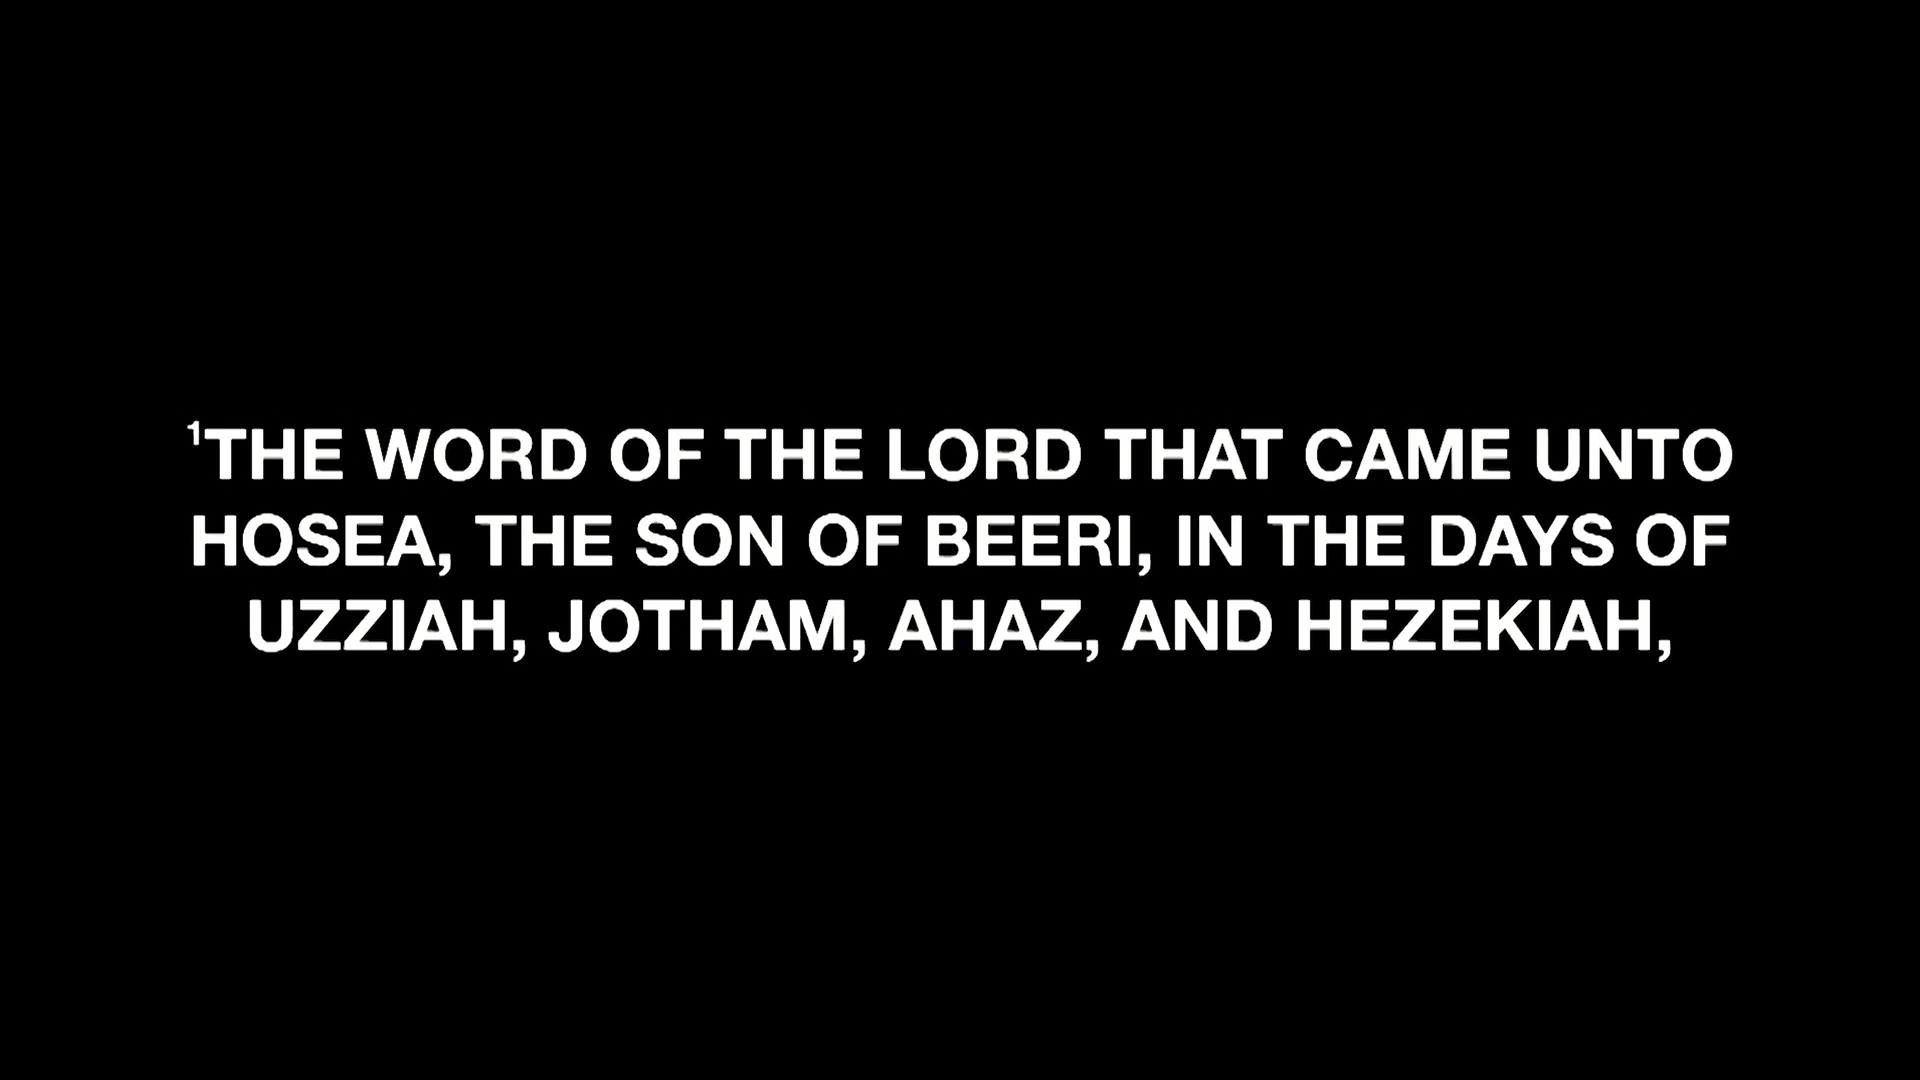 ¹THE WORD OF THE LORD THAT CAME UNTO
HOSEA, THE SON OF BEERI, IN THE DAYS OF
UZZIAH, JOTHAM, AHAZ, AND HEZEKIAH,